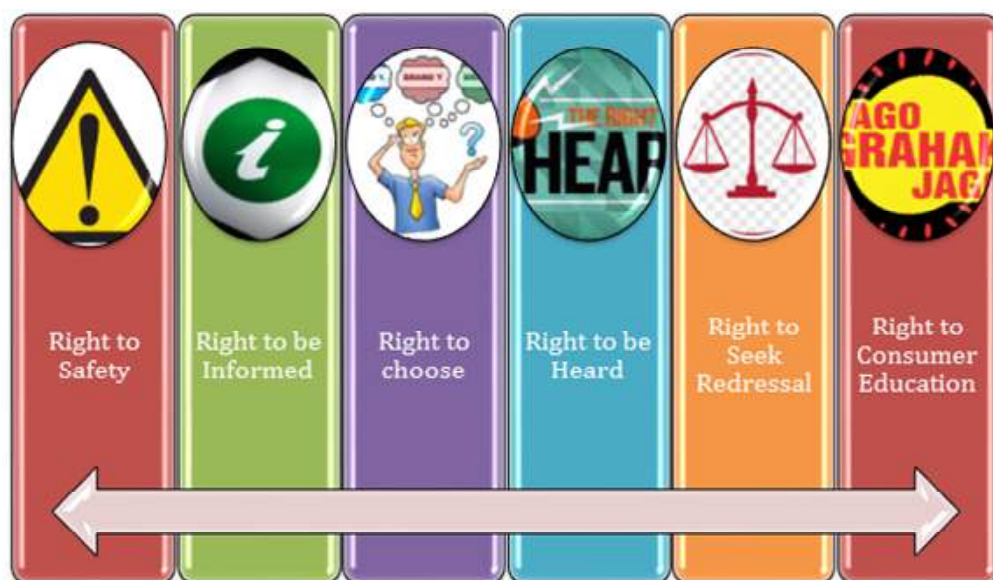 BRAND Y
?
!
i
THE RIGHT
HEAR
AGO
GRAHAK
JAG
Right to
Safety
Right to be
Informed
Right to
choose
Right to be
Heard
Right to
Seek
Redressal
Right to
Consumer
Education